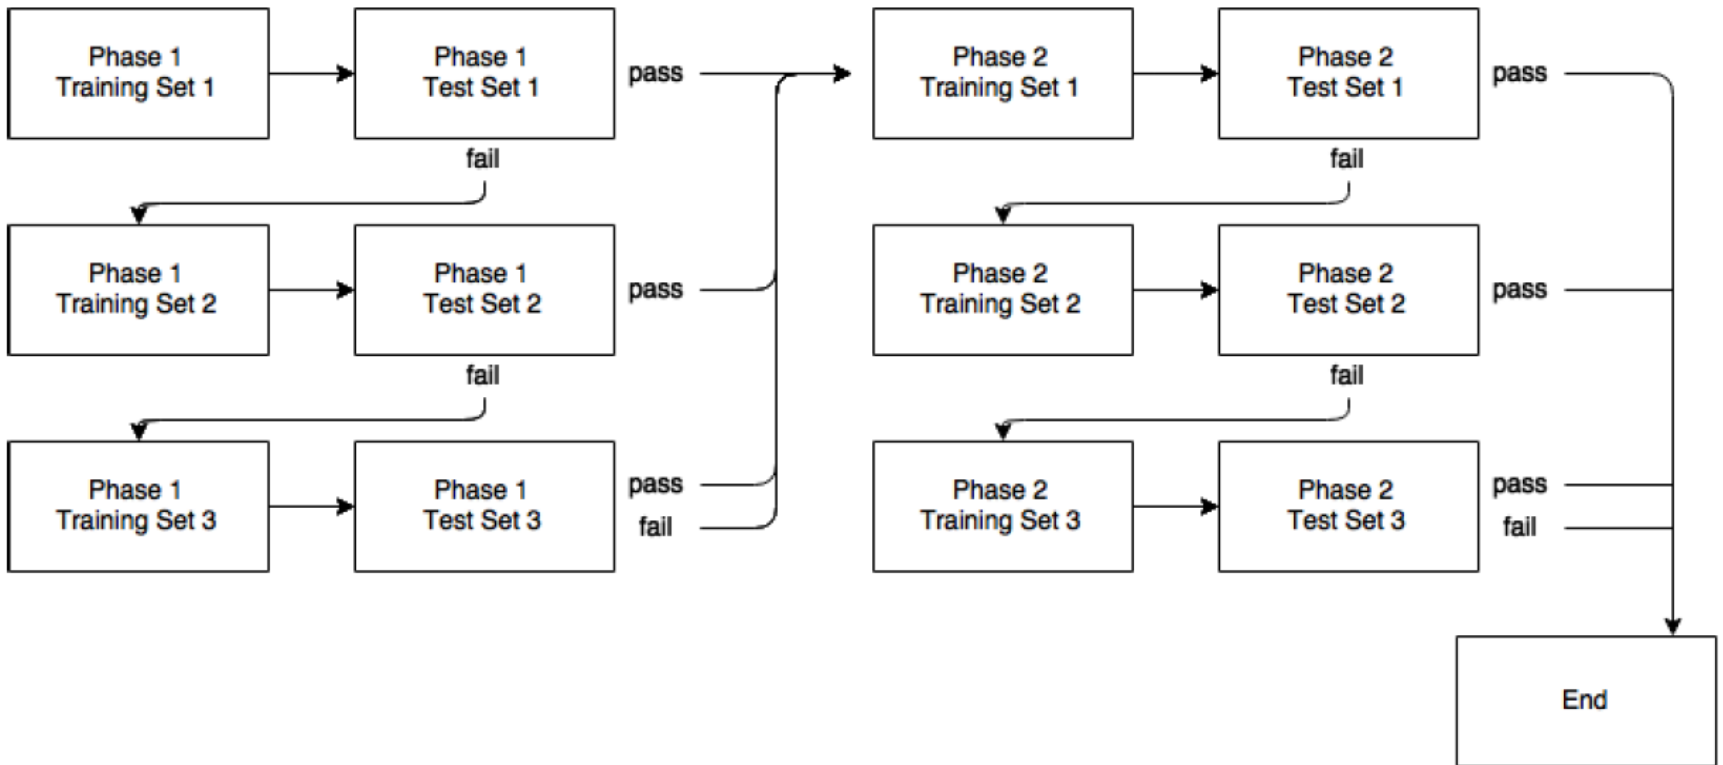 Phase 1
Training Set 1
Phase 1
Test Set 1
pass
Phase 2
Training Set 1
Phase 2
Test Set 1
pass
fail
fail
Phase 1
Training Set 2
Phase 1
Test Set 2
pass
Phase 2
Training Set 2
Phase 2
Test Set 2
pass
fail
fail
Phase 1
Training Set 3
Phase 1
Test Set 3
pass
fail
Phase 2
Training Set 3
Phase 2
Test Set 3
pass
fail
End